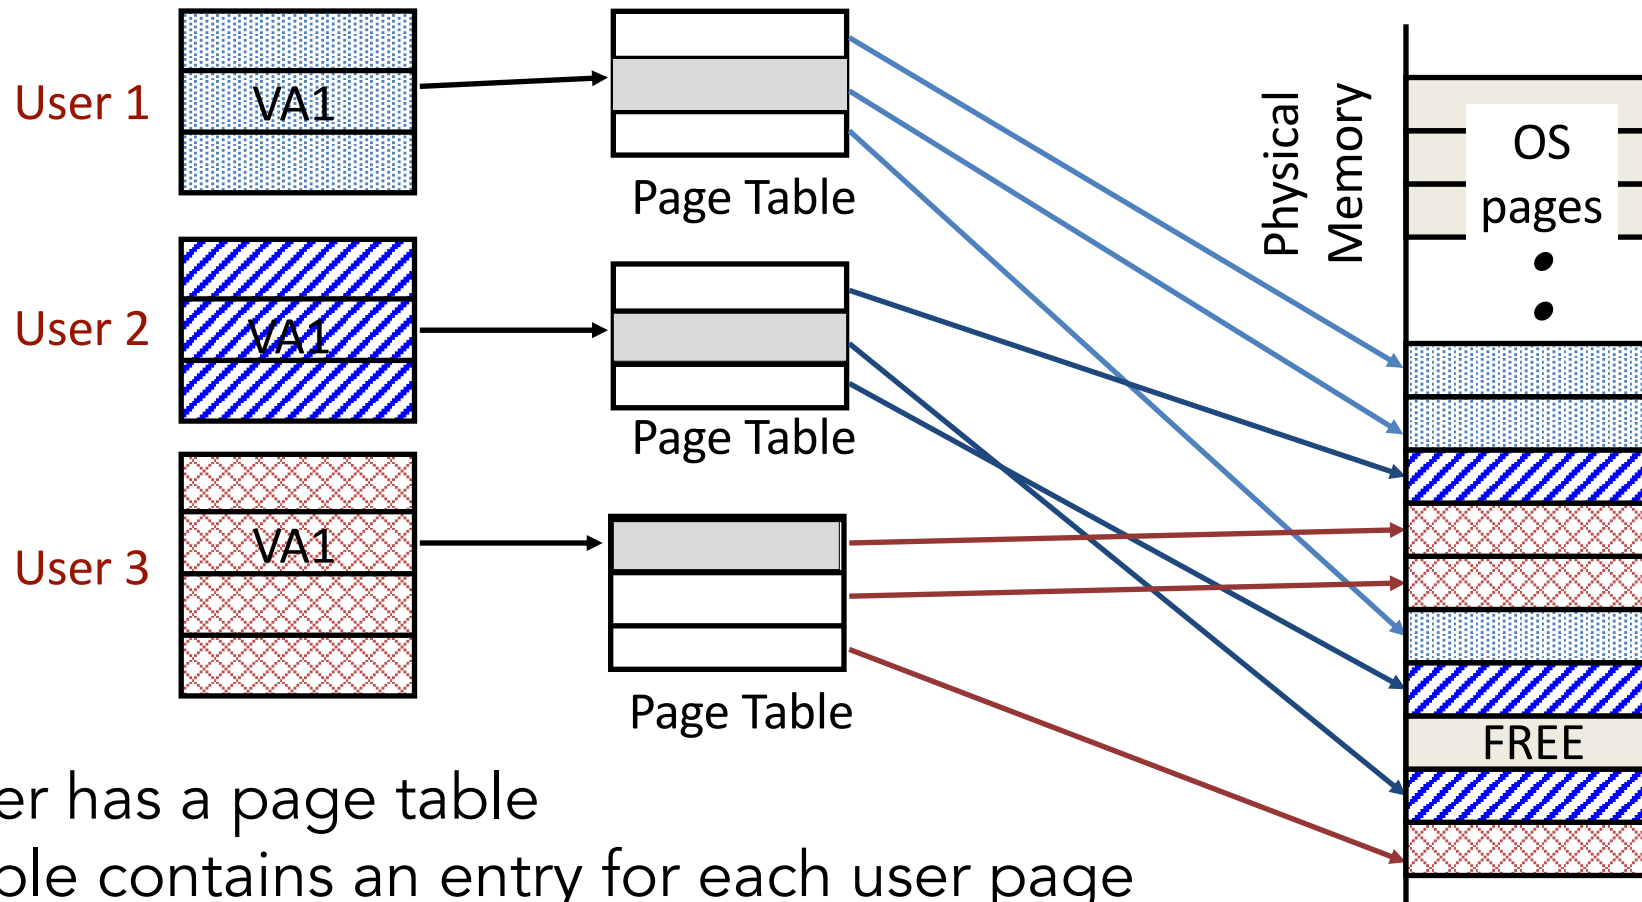 User 1
VA1
Page Table
User 2
VA1
Page Table
User 3
VA1
Page Table
Physical
Memory
OS
pages
FREE
er has a page table
ble contains an entry for each user page